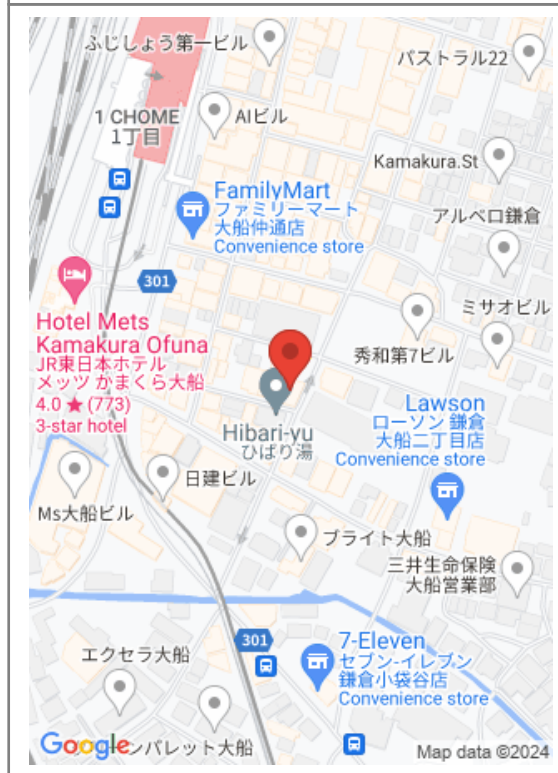 ふじしょう第一ビル
パストラル22
1 CHOME
1丁目
AIビル
Kamakura.St
FamilyMart
ファミリーマート
大船仲通店
Convenience store
アルベロ鎌倉
301
ミサオビル
Hotel Mets
Kamakura Ofuna
JR東日本ホテル
メッツ かまくら大船
4.0 ★ (773)
3-star hotel
秀和第7ビル
Lawson
ローソン 鎌倉
大船二丁目店
Convenience store
Hibari-yu
ひばり湯
日建ビル
Ms大船ビル
ブライト大船
三井生命保険
大船営業部
301
7-Eleven
セブン-イレブン
鎌倉小袋谷店
Convenience store
エクセラ大船
Google
ンパレット大船
Map data ©2024